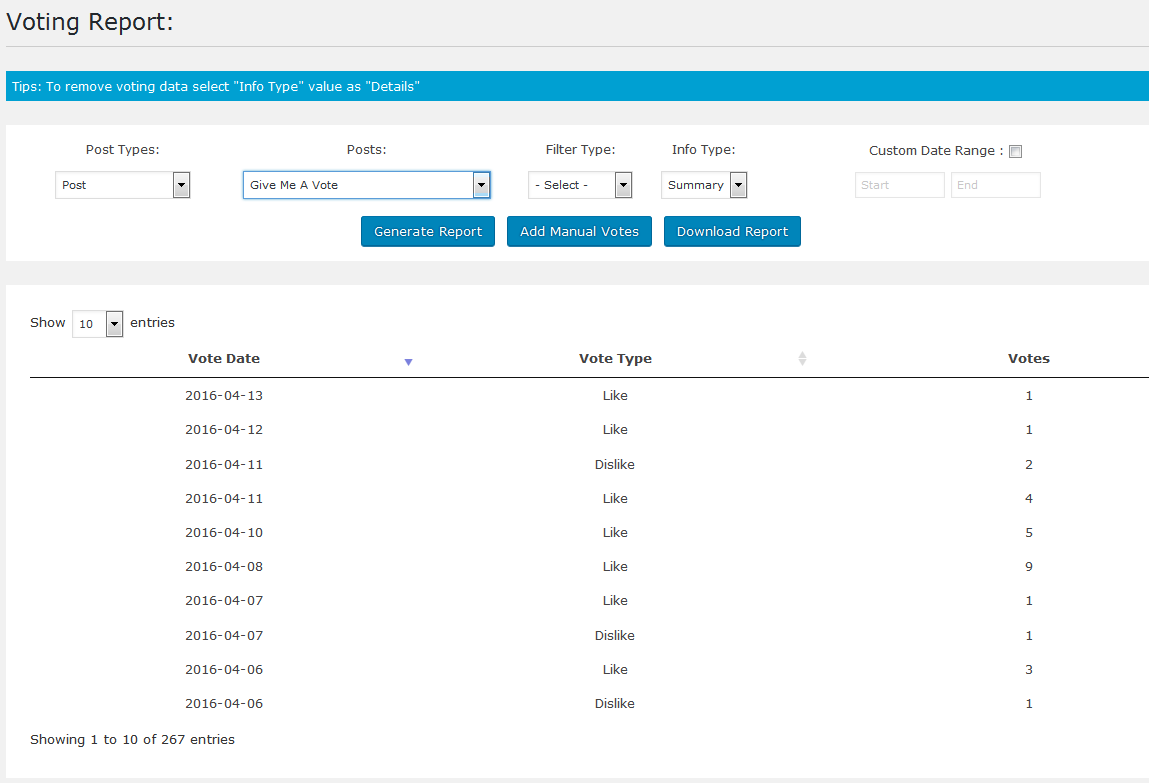 Voting Report:
Tips: To remove voting data select "Info Type" value as "Details"
Post Types: Posts: Filter Type: Info Type: Custom Date Range :
Post Give Me A Vote - Select - Summary Start End
Generate Report Add Manual Votes Download Report
Show 10 entries
Vote Date Vote Type Votes
2016-04-13 Like 1
2016-04-12 Like 1
2016-04-11 Dislike 2
2016-04-11 Like 4
2016-04-10 Like 5
2016-04-08 Like 9
2016-04-07 Like 1
2016-04-07 Dislike 1
2016-04-06 Like 3
2016-04-06 Dislike 1
Showing 1 to 10 of 267 entries